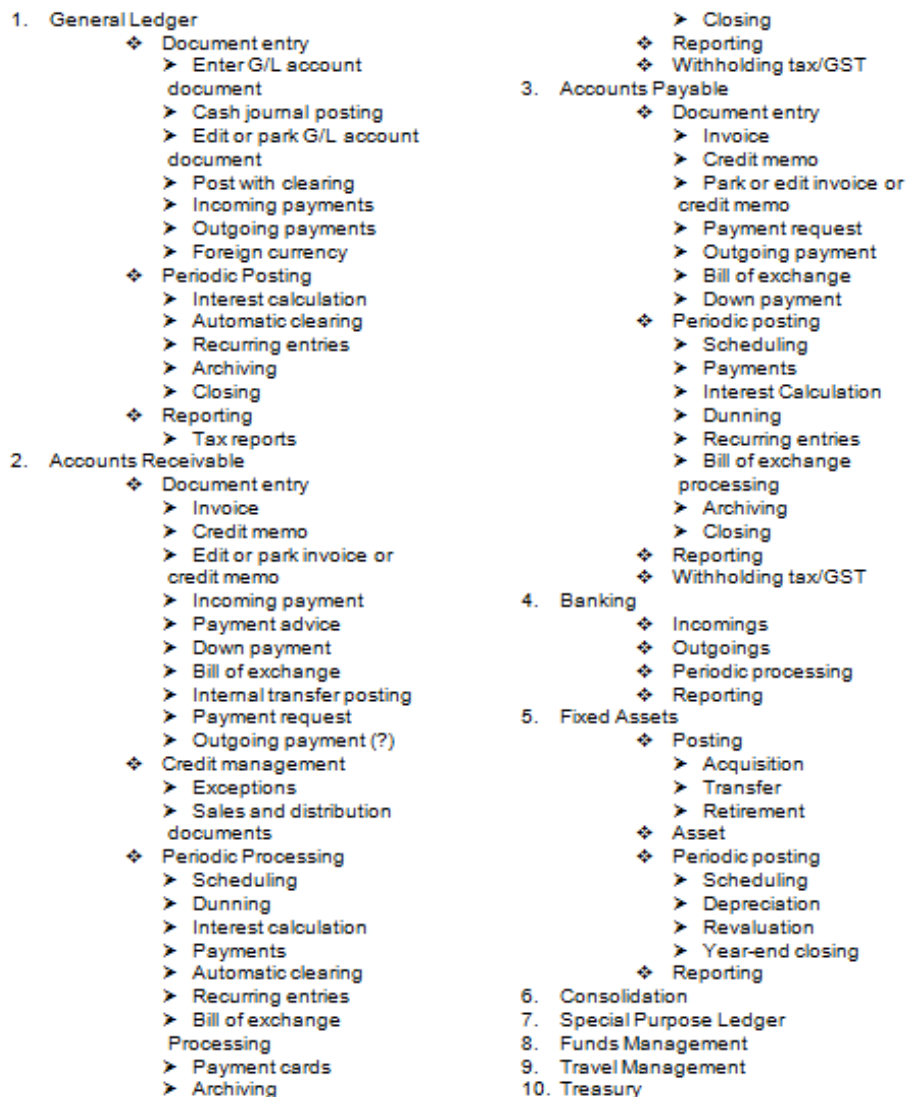 1. General Ledger
❖ Document entry
➤ Enter G/L account
document
➤ Cash journal posting
➤ Edit or park G/L account
document
➤ Post with clearing
➤ Incoming payments
➤ Outgoing payments
➤ Foreign currency
❖ Periodic Posting
➤ Interest calculation
➤ Automatic clearing
➤ Recurring entries
➤ Archiving
➤ Closing
❖ Reporting
➤ Tax reports
2. Accounts Receivable
❖ Document entry
➤ Invoice
➤ Credit memo
➤ Edit or park invoice or
credit memo
➤ Incoming payment
➤ Payment advice
➤ Down payment
➤ Bill of exchange
➤ Internal transfer posting
➤ Payment request
➤ Outgoing payment (?)
❖ Credit management
➤ Exceptions
➤ Sales and distribution
documents
❖ Periodic Processing
➤ Scheduling
➤ Dunning
➤ Interest calculation
➤ Payments
➤ Automatic clearing
➤ Recurring entries
➤ Bill of exchange
Processing
➤ Payment cards
➤ Archiving
➤ Closing
❖ Reporting
❖ Withholding tax/GST
3. Accounts Payable
❖ Document entry
➤ Invoice
➤ Credit memo
➤ Park or edit invoice or
credit memo
➤ Payment request
➤ Outgoing payment
➤ Bill of exchange
➤ Down payment
❖ Periodic posting
➤ Scheduling
➤ Payments
➤ Interest Calculation
➤ Dunning
➤ Recurring entries
➤ Bill of exchange
processing
➤ Archiving
➤ Closing
❖ Reporting
❖ Withholding tax/GST
4. Banking
❖ Incomings
❖ Outgoings
❖ Periodic processing
❖ Reporting
5. Fixed Assets
❖ Posting
➤ Acquisition
➤ Transfer
➤ Retirement
❖ Asset
❖ Periodic posting
➤ Scheduling
➤ Depreciation
➤ Revaluation
➤ Year-end closing
❖ Reporting
6. Consolidation
7. Special Purpose Ledger
8. Funds Management
9. Travel Management
10. Treasury